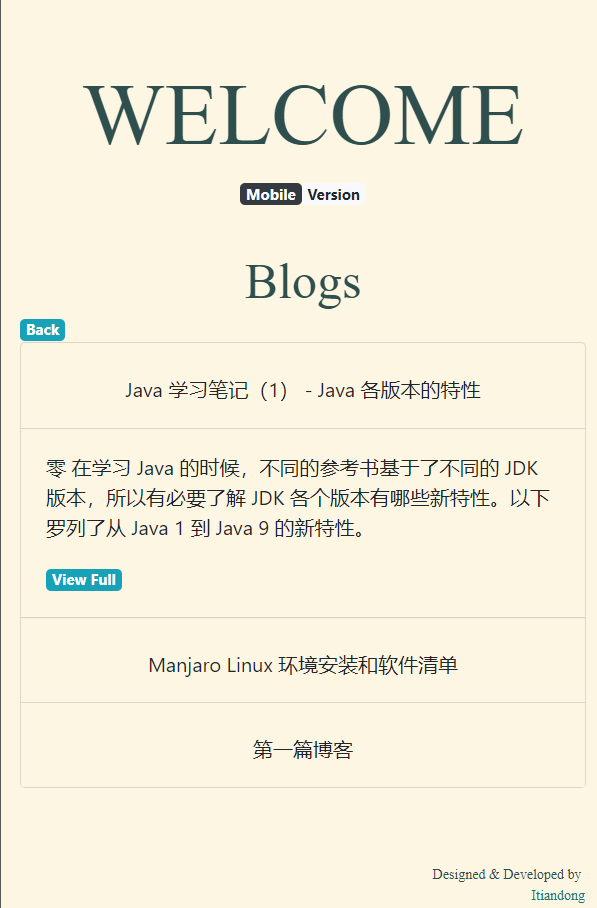 WELCOME
Mobile Version
Blogs
Back
Java 学习笔记（1） - Java 各版本的特性
零 在学习 Java 的时候，不同的参考书基于了不同的 JDK
版本，所以有必要了解 JDK 各个版本有哪些新特性。以下
罗列了从 Java 1 到 Java 9 的新特性。
View Full
Manjaro Linux 环境安装和软件清单
第一篇博客
Designed & Developed by
Itiandong